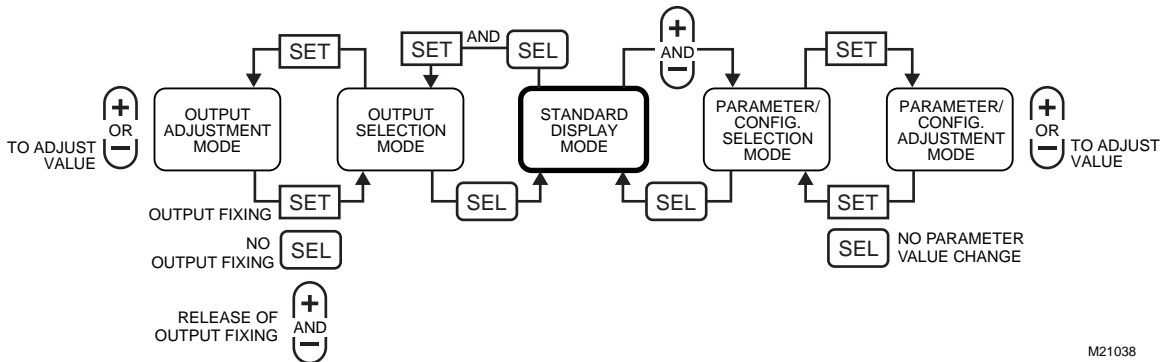 SET
SET AND SEL
+
AND
−
SET
+
OR
−
TO ADJUST
VALUE
OUTPUT
ADJUSTMENT
MODE
OUTPUT
SELECTION
MODE
STANDARD
DISPLAY
MODE
PARAMETER/
CONFIG.
SELECTION
MODE
PARAMETER/
CONFIG.
ADJUSTMENT
MODE
+
OR
−
TO ADJUST
VALUE
OUTPUT FIXING SET
SEL
SEL
SET
NO
OUTPUT FIXING
SEL
SEL
NO PARAMETER
VALUE CHANGE
RELEASE OF
OUTPUT FIXING
+
AND
−
M21038